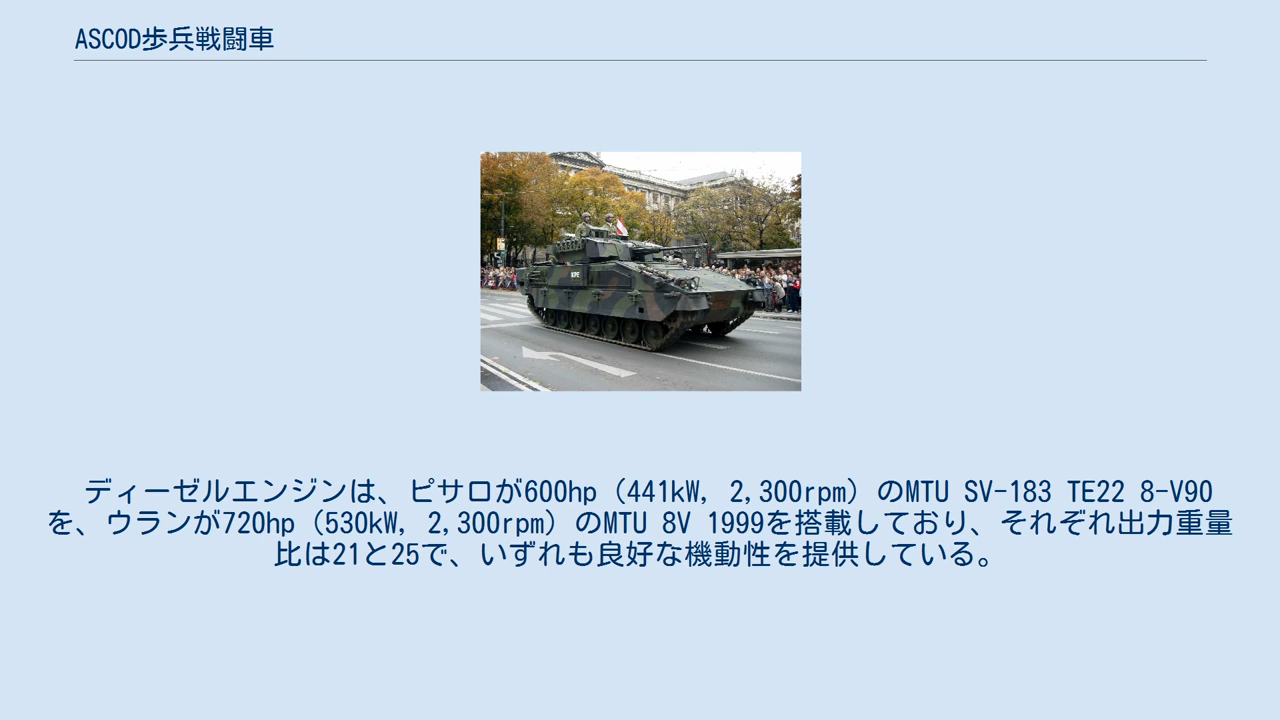 ASCOD歩兵戦闘車
ディーゼルエンジンは、ピサロが600hp（441kW, 2,300rpm）のMTU SV-183 TE22 8-V90
を、ウランが720hp（530kW, 2,300rpm）のMTU 8V 1999を搭載しており、それぞれ出力重量
比は21と25で、いずれも良好な機動性を提供している。